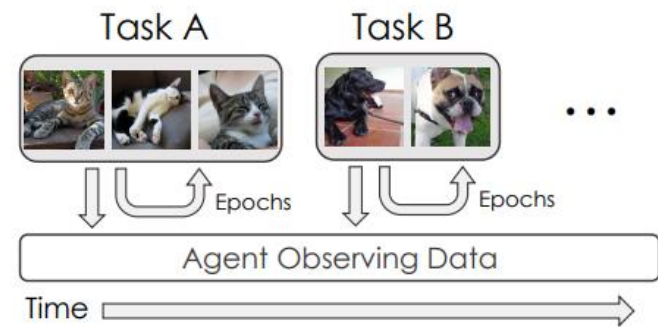 Task A
Task B
...
Epochs
Epochs
Agent Observing Data
Time